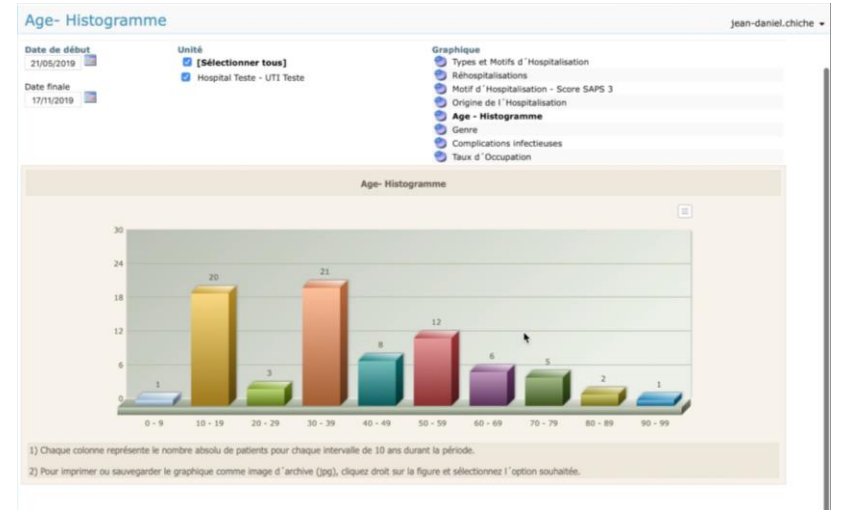 Age- Histogramme
jean-daniel.chiche
Date de début
21/05/2019
Date finale
17/11/2019
Unité
[Sélectionner tous]
Hospital Teste - UTI Teste
Graphique
Types et Motifs d´Hospitalisation
Réhospitalisations
Motif d´Hospitalisation - Score SAPS 3
Origine de l´Hospitalisation
Age - Histogramme
Genre
Complications infectieuses
Taux d´Occupation
Age- Histogramme
30
24
18
12
6
0
1
20
3
21
8
12
6
5
2
1
0 - 9 10 - 19 20 - 29 30 - 39 40 - 49 50 - 59 60 - 69 70 - 79 80 - 89 90 - 99
1) Chaque colonne représente le nombre absolu de patients pour chaque intervalle de 10 ans durant la période.
2) Pour imprimer ou sauvegarder le graphique comme image d´archive (jpg), cliquez droit sur la figure et sélectionnez l´option souhaitée.